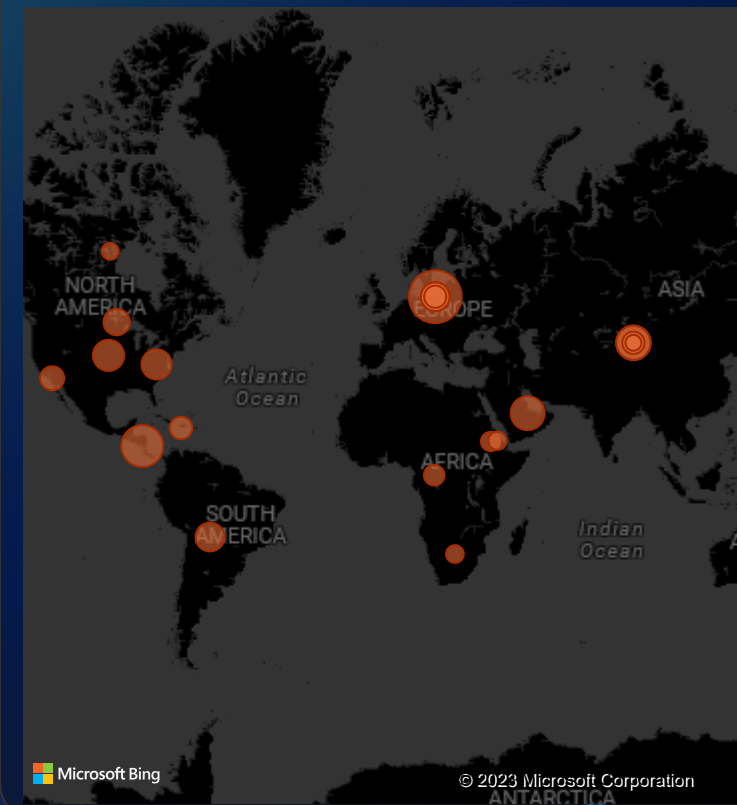 NORTH
AMERICA
EUROPE
ASIA
Atlantic
Ocean
AFRICA
SOUTH
AMERICA
Indian
Ocean
A
Microsoft Bing
© 2023 Microsoft Corporation
ANTARCTICA